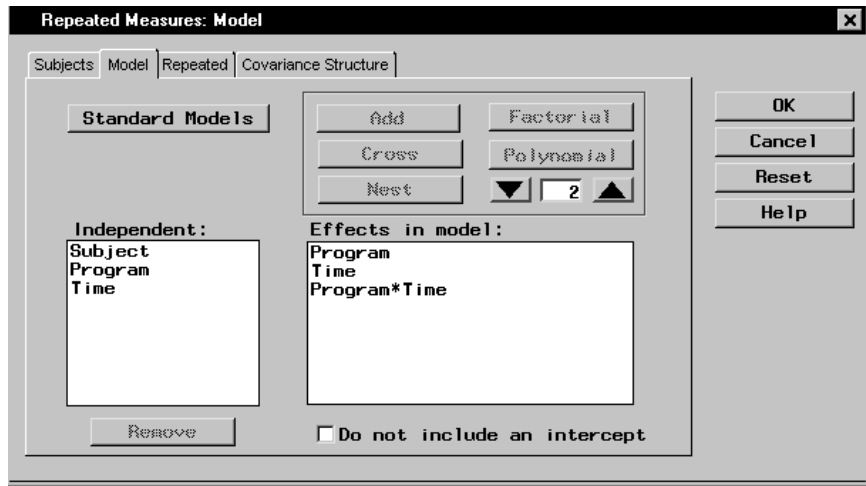 Repeated Measures: Model
Subjects Model Repeated Covariance Structure
Standard Models
Add
Factorial
Cross
Polynomial
Nest
2
OK
Cancel
Reset
Help
Independent:
Subject
Program
Time
Effects in model:
Program
Time
Program*Time
Remove
Do not include an intercept